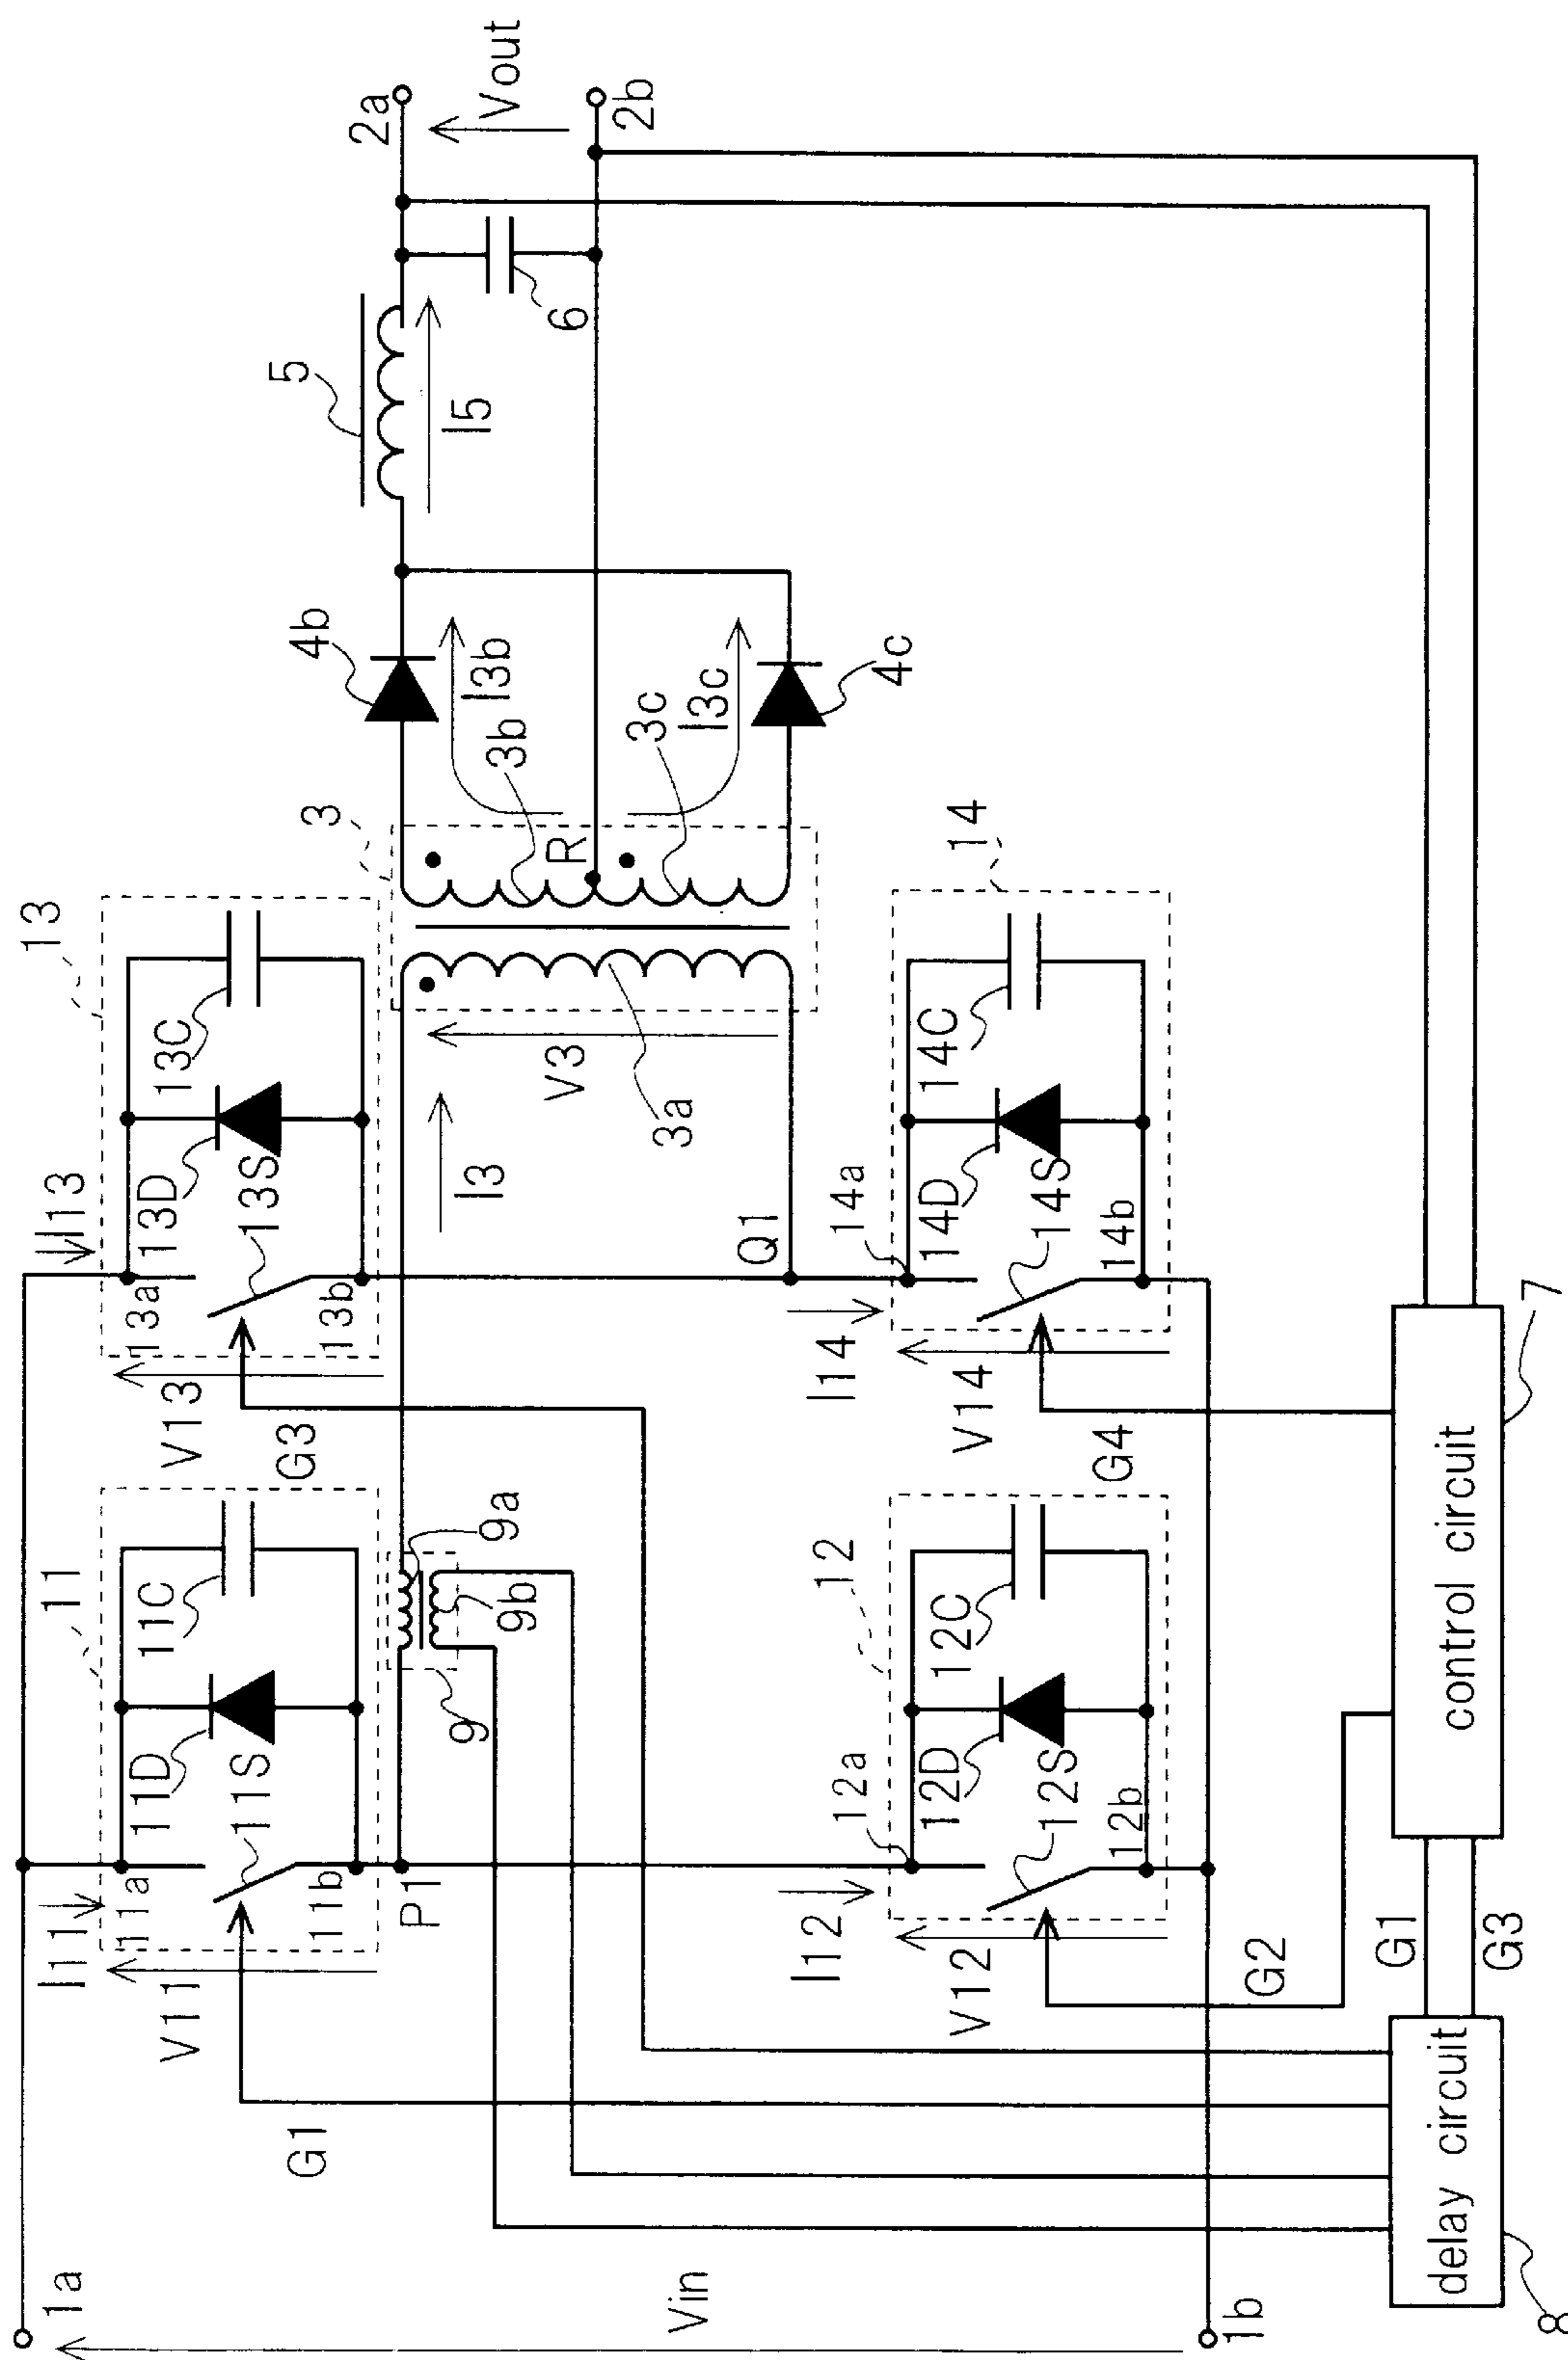 1a
Vin
1b
I11
11
11a
11D
11C
11S
11b
V11
G1
P1
9
9a
9b
I13
13
13a
13D
13C
13S
13b
V13
G3
I3
V3
3a
Q1
3
3b
R
3c
I3b
I3c
4b
4c
5
I5
6
2a
Vout
2b
I12
12
12a
12D
12C
12S
12b
V12
G2
I14
14
14a
14D
14C
14S
14b
V14
G4
delay circuit
8
G1
G3
control circuit
7